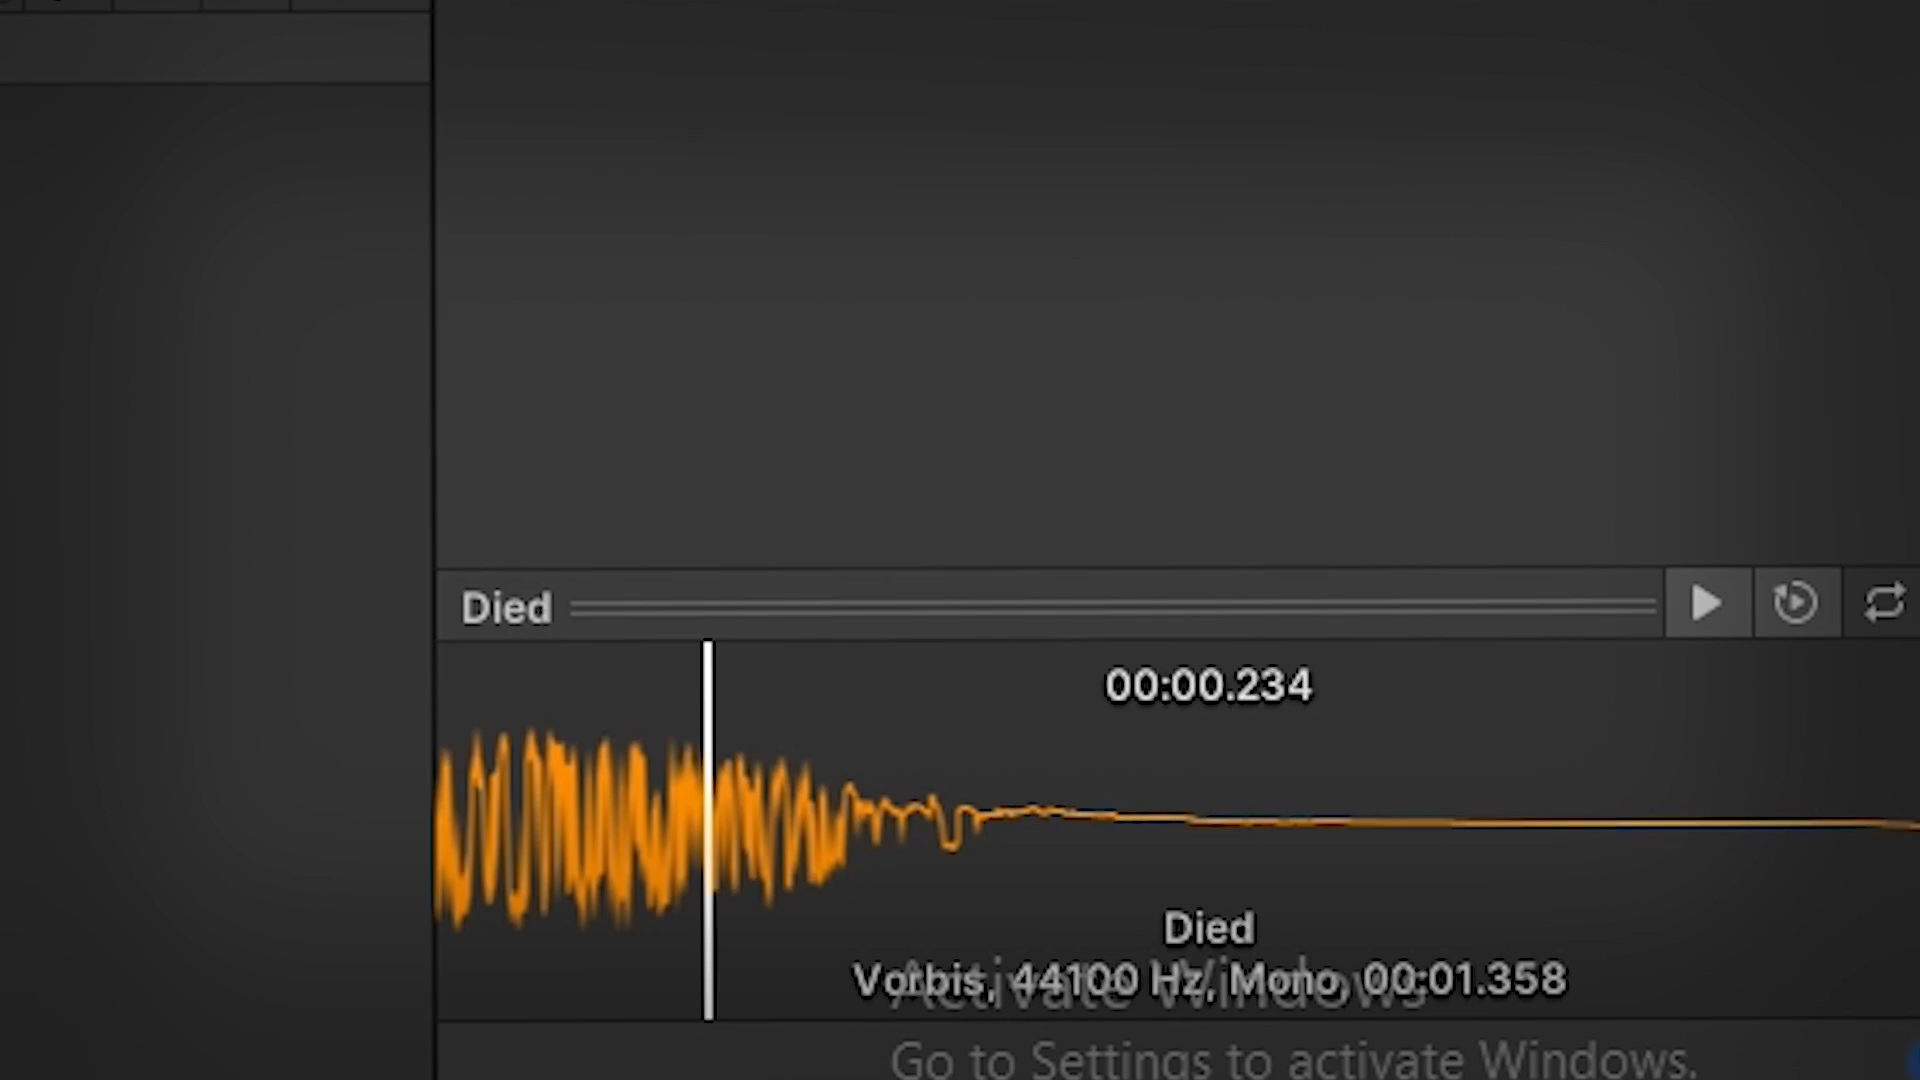 Died
00:00.234
Died
Vorbis, 44100 Hz, Mono, 00:01.358
Activate Windows
Go to Settings to activate Windows.